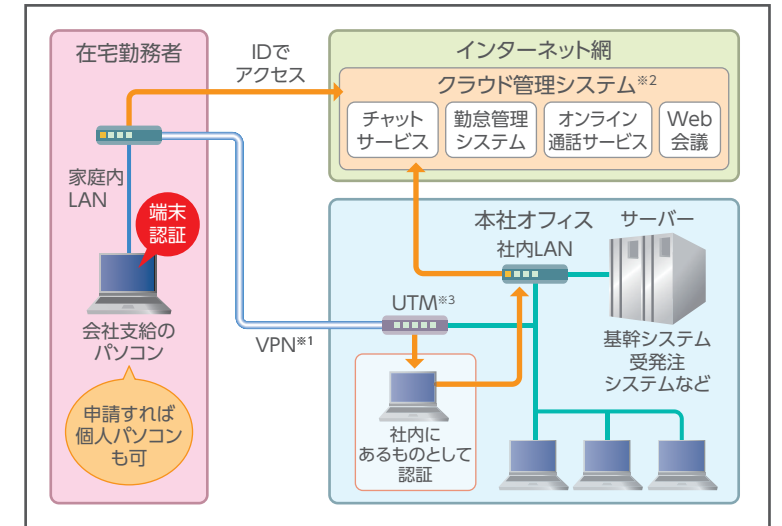 在宅勤務者
IDで
アクセス
インターネット網
クラウド管理システム※2
チャット
サービス
勤怠管理
システム
オンライン
通話サービス
Web
会議
家庭内
LAN
端末
認証
会社支給の
パソコン
申請すれば
個人パソコン
も可
VPN※1
本社オフィス
社内LAN
サーバー
UTM※3
基幹システム
受発注
システムなど
社内に
あるものとして
認証